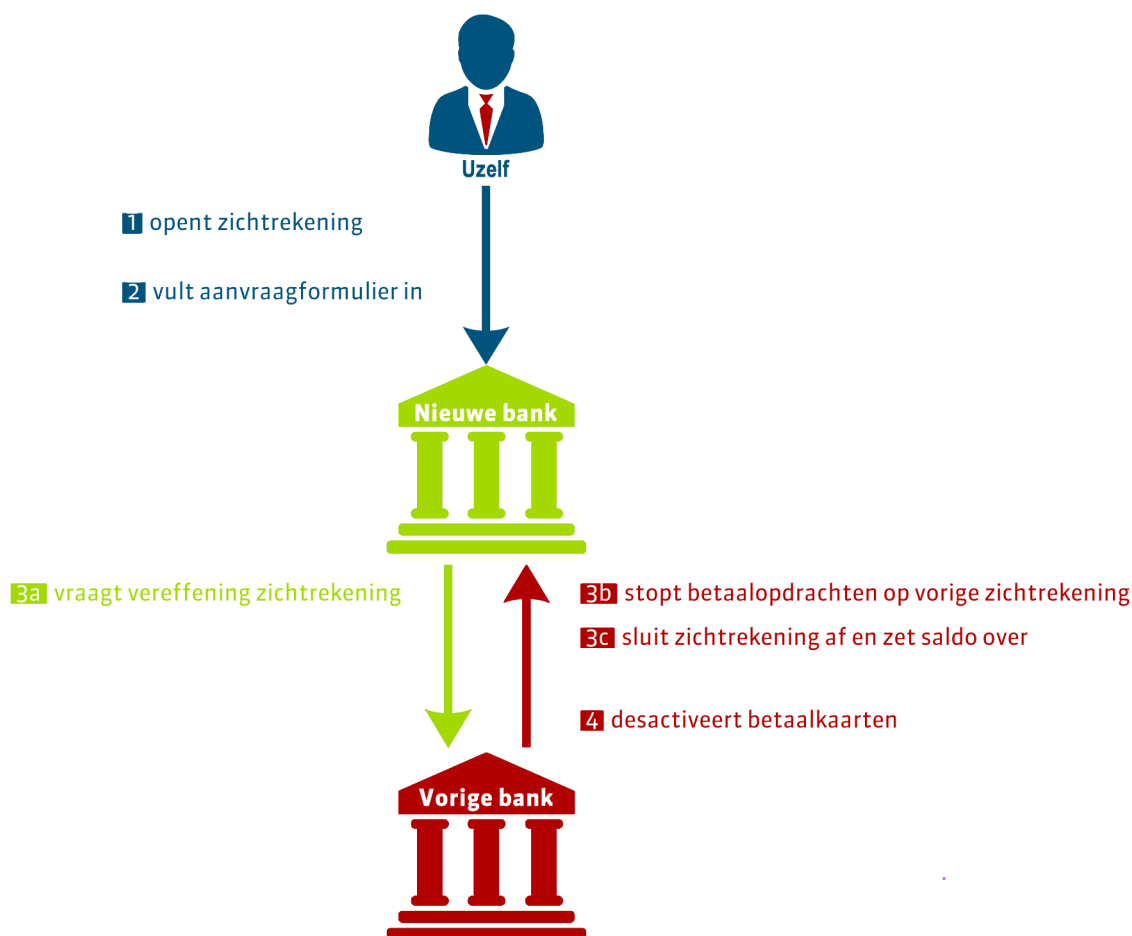 Uzelf
1 opent zichtrekening
2 vult aanvraagformulier in
Nieuwe bank
3a vraagt vereffening zichtrekening
3b stopt betaalopdrachten op vorige zichtrekening
3c sluit zichtrekening af en zet saldo over
4 desactiveert betaalkaarten
Vorige bank